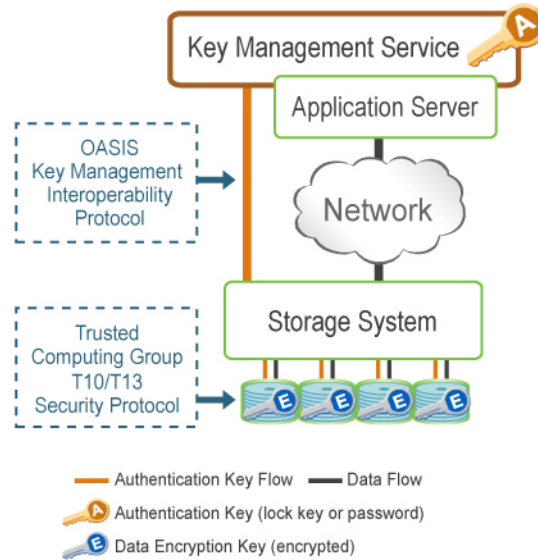 Key Management Service
A
Application Server
OASIS
Key Management
Interoperability
Protocol
Network
Storage System
Trusted
Computing Group
T10/T13
Security Protocol
E E E E
Authentication Key Flow
Data Flow
A Authentication Key (lock key or password)
E Data Encryption Key (encrypted)